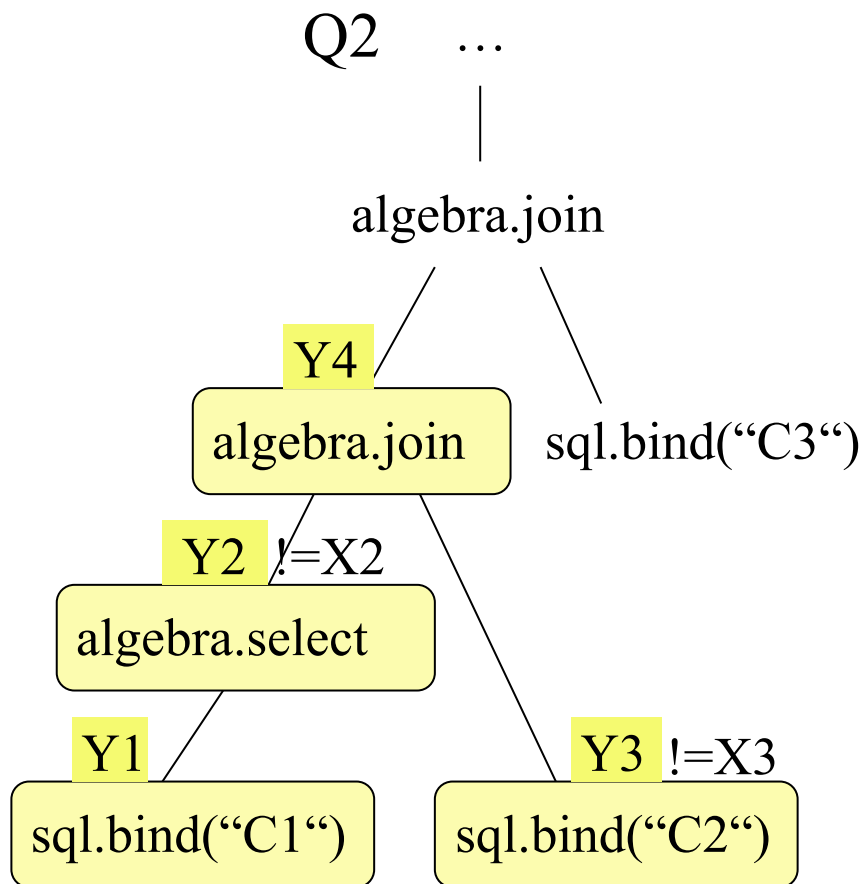 Q2 …
algebra.join
Y4
algebra.join
sql.bind(“C3“)
Y2 !=X2
algebra.select
Y1
Y3 !=X3
sql.bind(“C1“)
sql.bind(“C2“)